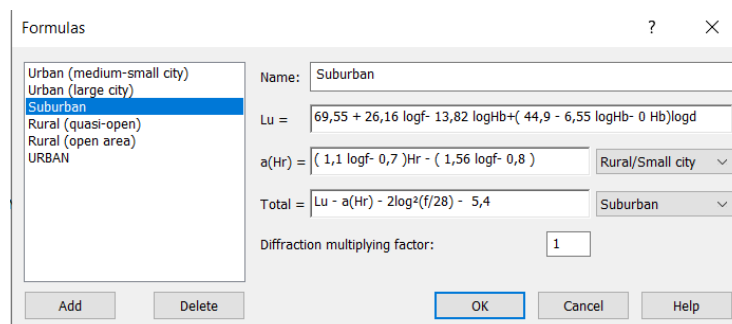 Formulas ? ×
Urban (medium-small city)
Urban (large city)
Suburban
Rural (quasi-open)
Rural (open area)
URBAN
Name: Suburban
Lu = 69,55 + 26,16 logf- 13,82 logHb+( 44,9 - 6,55 logHb- 0 Hb)logd
a(Hr) = ( 1,1 logf- 0,7 )Hr - ( 1,56 logf- 0,8 ) Rural/Small city
Total = Lu - a(Hr) - 2log²(f/28) - 5,4 Suburban
Diffraction multiplying factor: 1
Add Delete OK Cancel Help